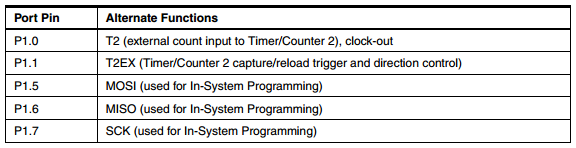 Port Pin Alternate Functions
P1.0 T2 (external count input to Timer/Counter 2), clock-out
P1.1 T2EX (Timer/Counter 2 capture/reload trigger and direction control)
P1.5 MOSI (used for In-System Programming)
P1.6 MISO (used for In-System Programming)
P1.7 SCK (used for In-System Programming)